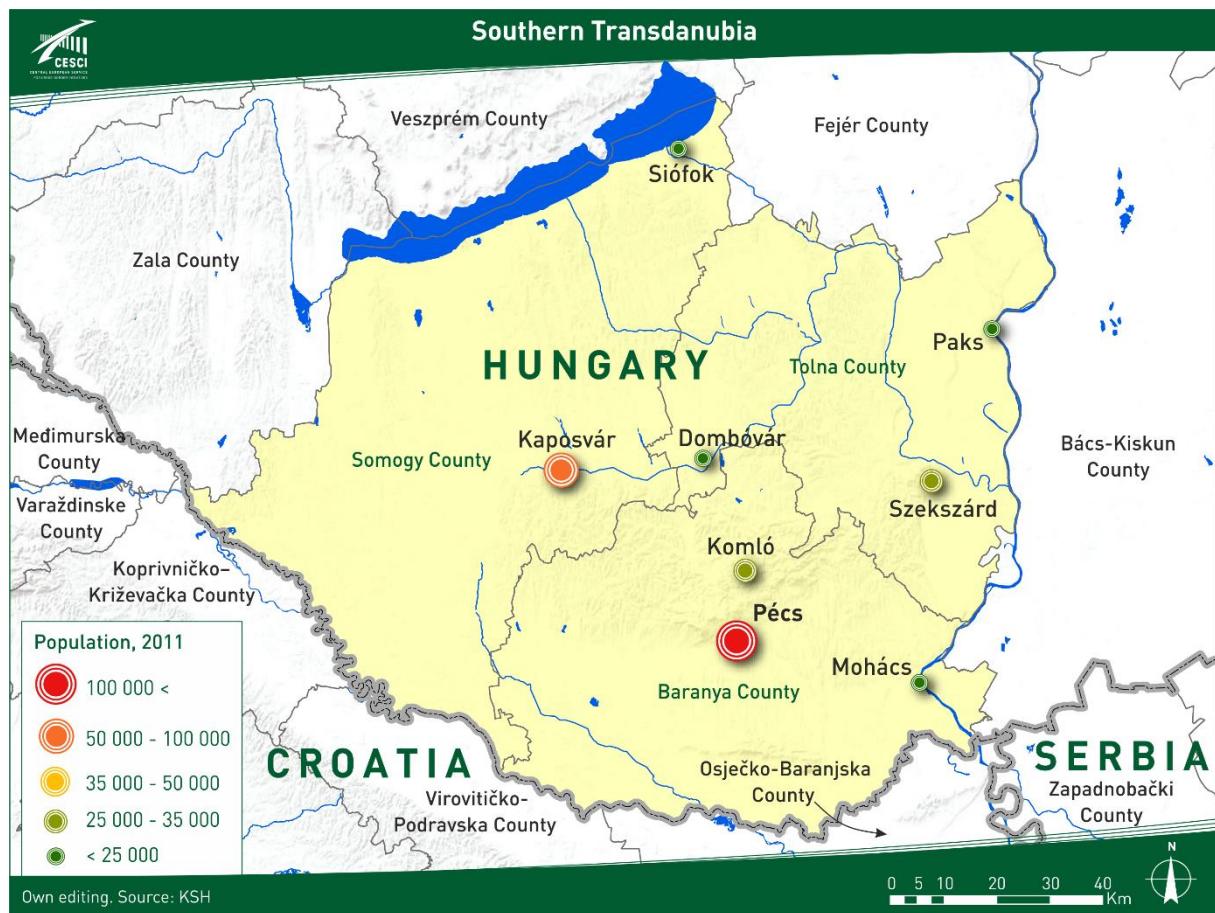 Southern Transdanubia
CESCI
CENTRAL EUROPEAN SERVICE
Veszprém County
Fejér County
Siófok
Zala County
Paks
HUNGARY
Tolna County
Međimurska
County
Kaposvár
Dombóvár
Somogy County
Bács-Kiskun
County
Varaždinske
County
Szekszárd
Komló
Koprivničko–
Križevačka County
Pécs
Mohács
Baranya County
Population, 2011
100 000 <
50 000 - 100 000
35 000 - 50 000
25 000 - 35 000
< 25 000
CROATIA
SERBIA
Osječko-Baranjska
County
Zapadnobački
County
Virovitičko-
Podravska County
Own editing. Source: KSH
0 5 10 20 30 40
Km
N